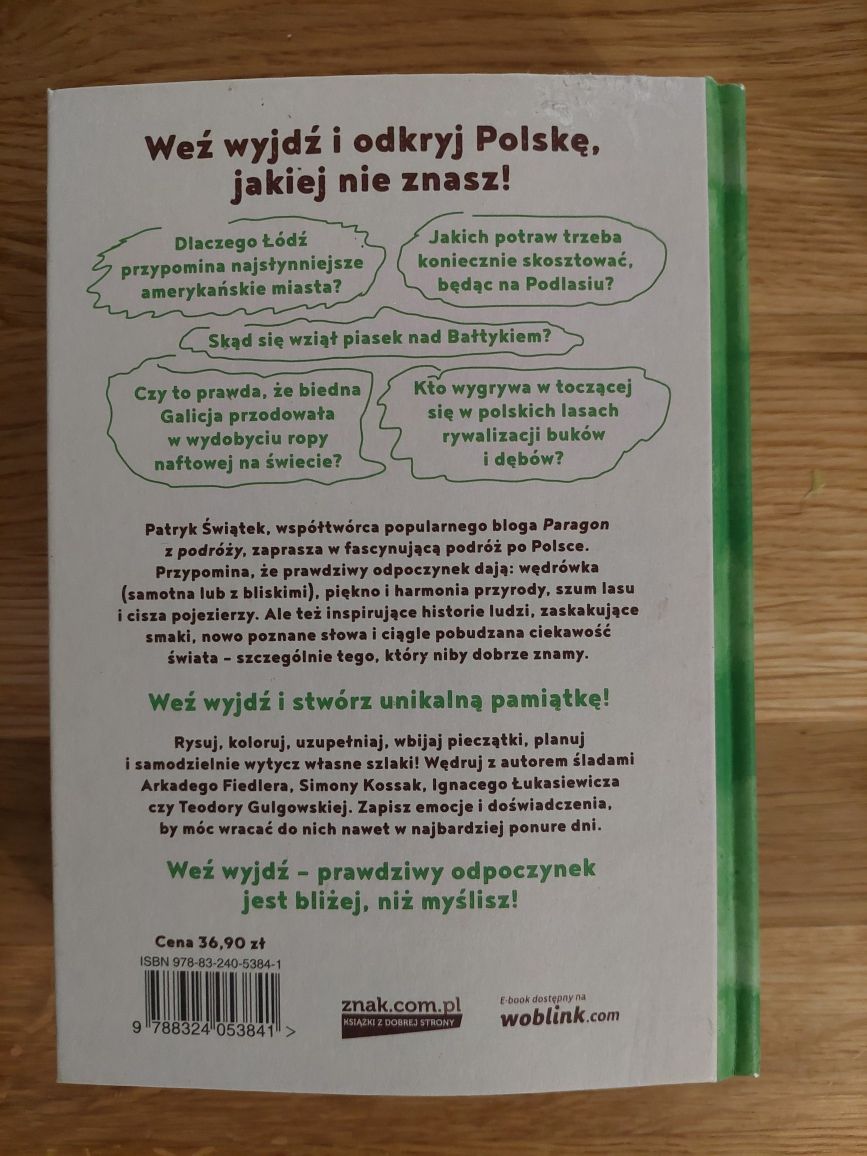 Weź wyjdź i odkryj Polskę,
jakiej nie znasz!
Dlaczego Łódź
przypomina najsłynniejsze
amerykańskie miasta?
Jakich potraw trzeba
koniecznie skosztować,
będąc na Podlasiu?
Skąd się wziął piasek nad Bałtykiem?
Czy to prawda, że biedna
Galicja przodowała
w wydobyciu ropy
naftowej na świecie?
Kto wygrywa w toczącej
się w polskich lasach
rywalizacji buków
i dębów?
Patryk Świątek, współtwórca popularnego bloga Paragon
z podróży, zaprasza w fascynującą podróż po Polsce.
Przypomina, że prawdziwy odpoczynek dają: wędrówka
(samotna lub z bliskimi), piękno i harmonia przyrody, szum lasu
i cisza pojezierzy. Ale też inspirujące historie ludzi, zaskakujące
smaki, nowo poznane słowa i ciągle pobudzana ciekawość
świata – szczególnie tego, który niby dobrze znamy.
Weź wyjdź i stwórz unikalną pamiątkę!
Rysuj, koloruj, uzupełniaj, wbijaj pieczątki, planuj
i samodzielnie wytycz własne szlaki! Wędruj z autorem śladami
Arkadego Fiedlera, Simony Kossak, Ignacego Łukasiewicza
czy Teodory Gulgowskiej. Zapisz emocje i doświadczenia,
by móc wracać do nich nawet w najbardziej ponure dni.
Weź wyjdź – prawdziwy odpoczynek
jest bliżej, niż myślisz!
Cena 36,90 zł
ISBN 978-83-240-5384-1
9 788324 053841 >
znak.com.pl
KSIĄŻKI Z DOBREJ STRONY
E-book dostępny na
woblink.com